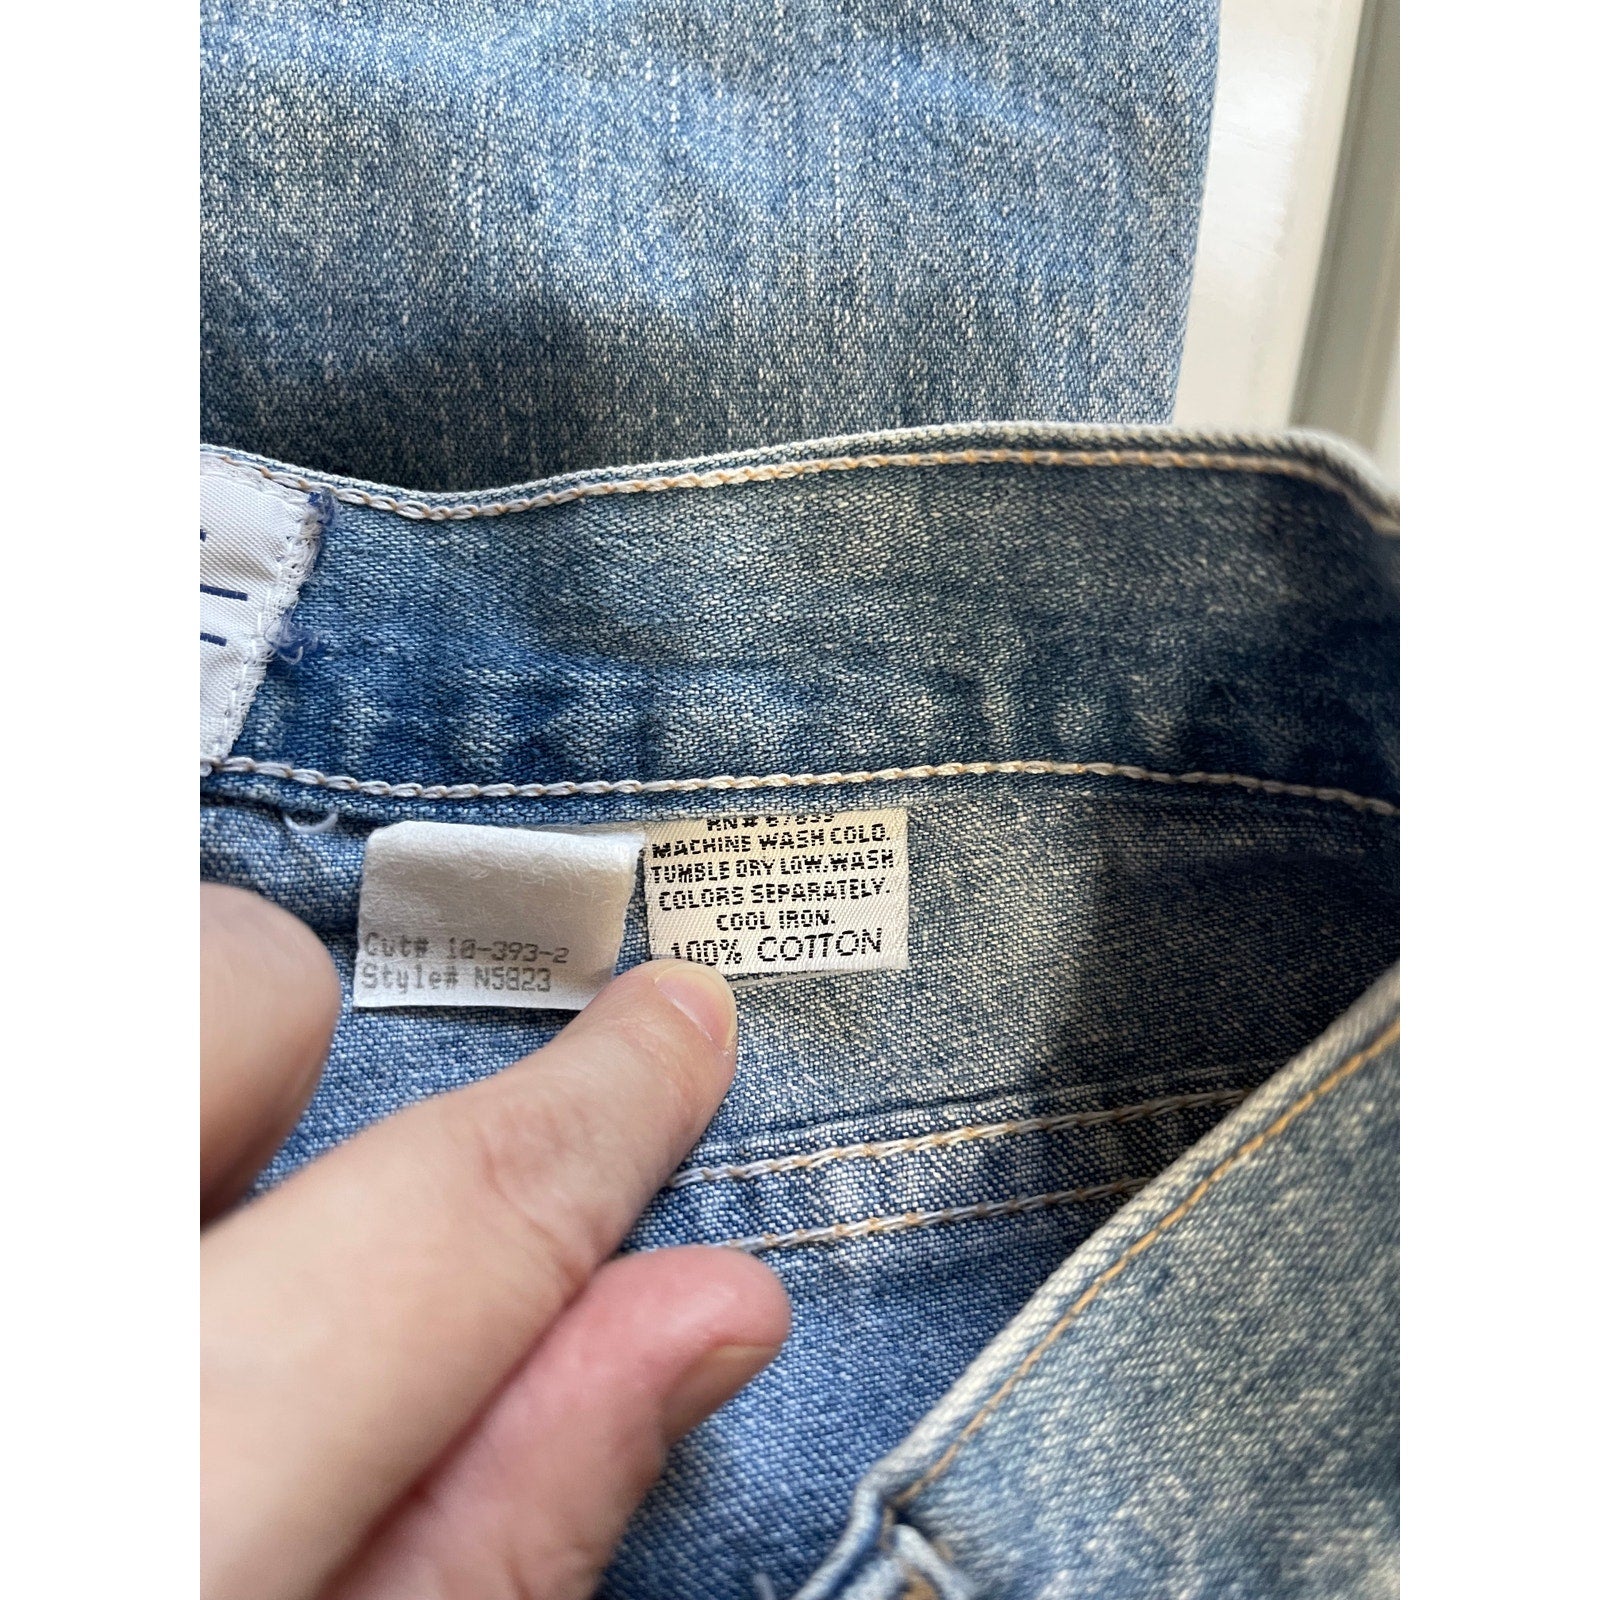 Cut# 10-393-2
Style# N5823
RN#
MACHINE WASH COLD.
TUMBLE DRY LOW.WASH
COLORS SEPARATELY.
COOL IRON.
100% COTTON